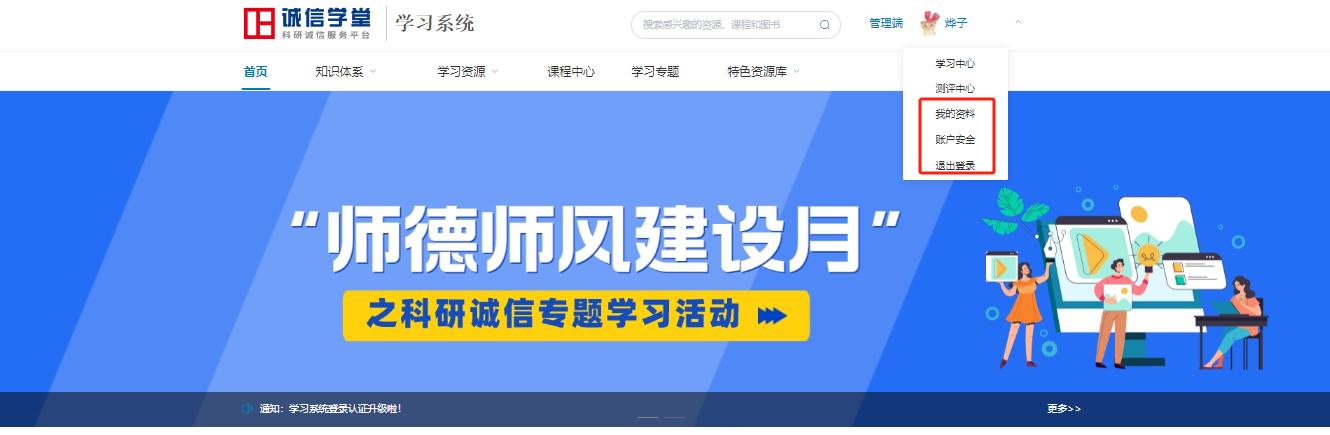 诚信学堂
科研诚信服务平台
学习系统
搜索感兴趣的资源、课程和图书
管理端
烨子
首页
知识体系
学习资源
课程中心
学习专题
特色资源库
学习中心
测评中心
我的资料
账户安全
退出登录
“师德师风建设月”
之科研诚信专题学习活动
通知：学习系统登录认证升级啦！
更多>>